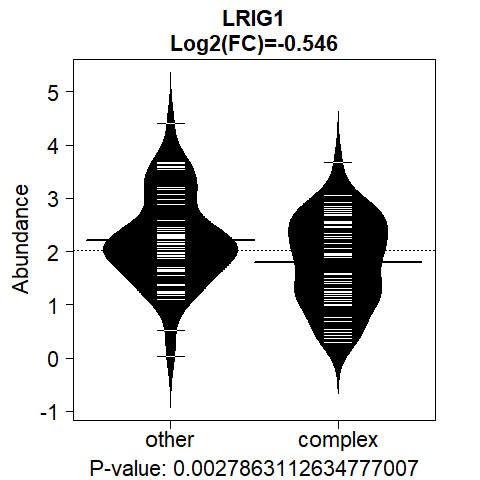 LRIG1
Log2(FC)=-0.546
Abundance
5
4
3
2
1
0
-1
other complex
P-value: 0.0027863112634777007